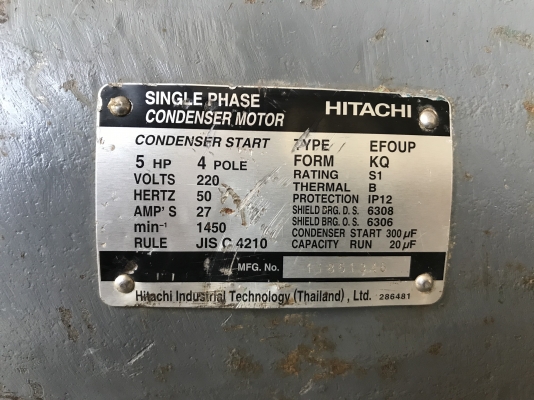 SINGLE PHASE
CONDENSER MOTOR
HITACHI
CONDENSER START
5 HP 4 POLE
VOLTS 220
HERTZ 50
AMP'S 27
min⁻¹ 1450
RULE JIS C 4210
TYPE EFOUP
FORM KQ
RATING S1
THERMAL B
PROTECTION IP12
SHIELD BRG. D. S. 6308
SHIELD BRG. O. S. 6306
CONDENSER START 300 µF
CAPACITY RUN 20 µF
MFG. No.
Hitachi Industrial Technology (Thailand), Ltd. 286481